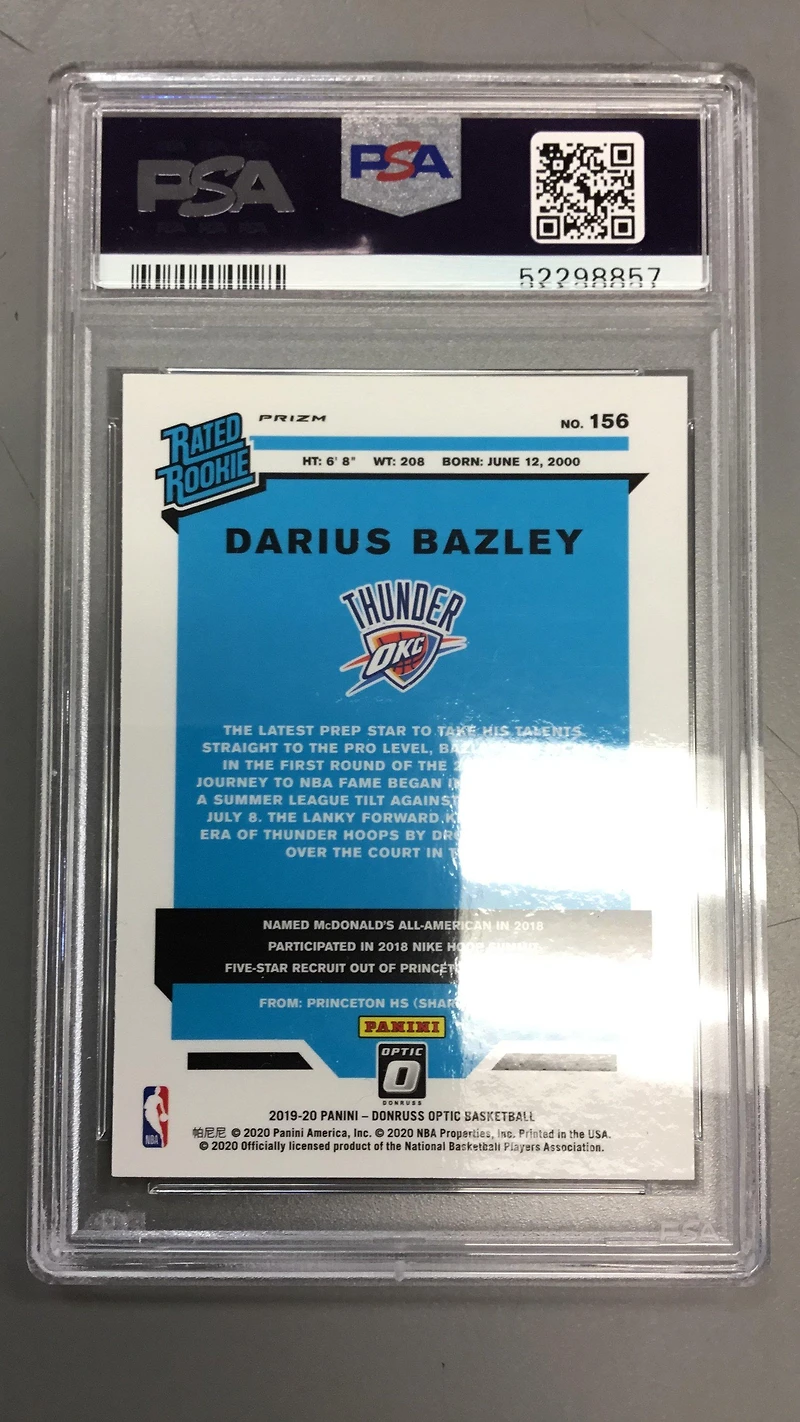 PSA
PSA
52298857
RATED ROOKIE
PRIZM
NO. 156
HT: 6' 8" WT: 208 BORN: JUNE 12, 2000
DARIUS BAZLEY
THUNDER
OKC
THE LATEST PREP STAR TO TAKE HIS TALENTS
STRAIGHT TO THE PRO LEVEL,
IN THE FIRST ROUND OF THE
JOURNEY TO NBA FAME BEGAN
A SUMMER LEAGUE TILT AGAINST
JULY 8. THE LANKY FORWARD
ERA OF THUNDER HOOPS BY
OVER THE COURT IN
NAMED McDONALD'S ALL-AMERICAN IN 2018
PARTICIPATED IN 2018 NIKE HOOP SUMMIT
FIVE-STAR RECRUIT OUT OF
FROM: PRINCETON HS
PANINI
OPTIC
O
DONRUSS
2019-20 PANINI – DONRUSS OPTIC BASKETBALL
NBA
帕尼尼 © 2020 Panini America, Inc. © 2020 NBA Properties, Inc. Printed in the USA.
© 2020 Officially licensed product of the National Basketball Players Association.
PSA